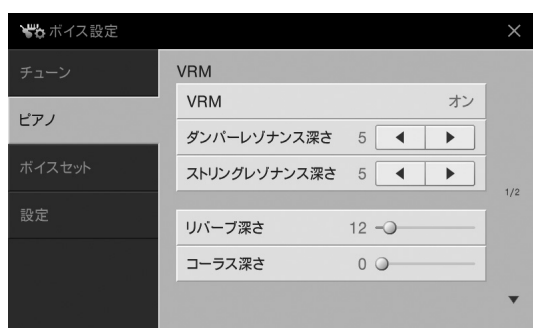 ボイス設定
チューン
ピアノ
ボイスセット
設定
VRM
VRM オン
ダンパーレゾナンス深さ 5
ストリングレゾナンス深さ 5
1/2
リバーブ深さ 12
コーラス深さ 0